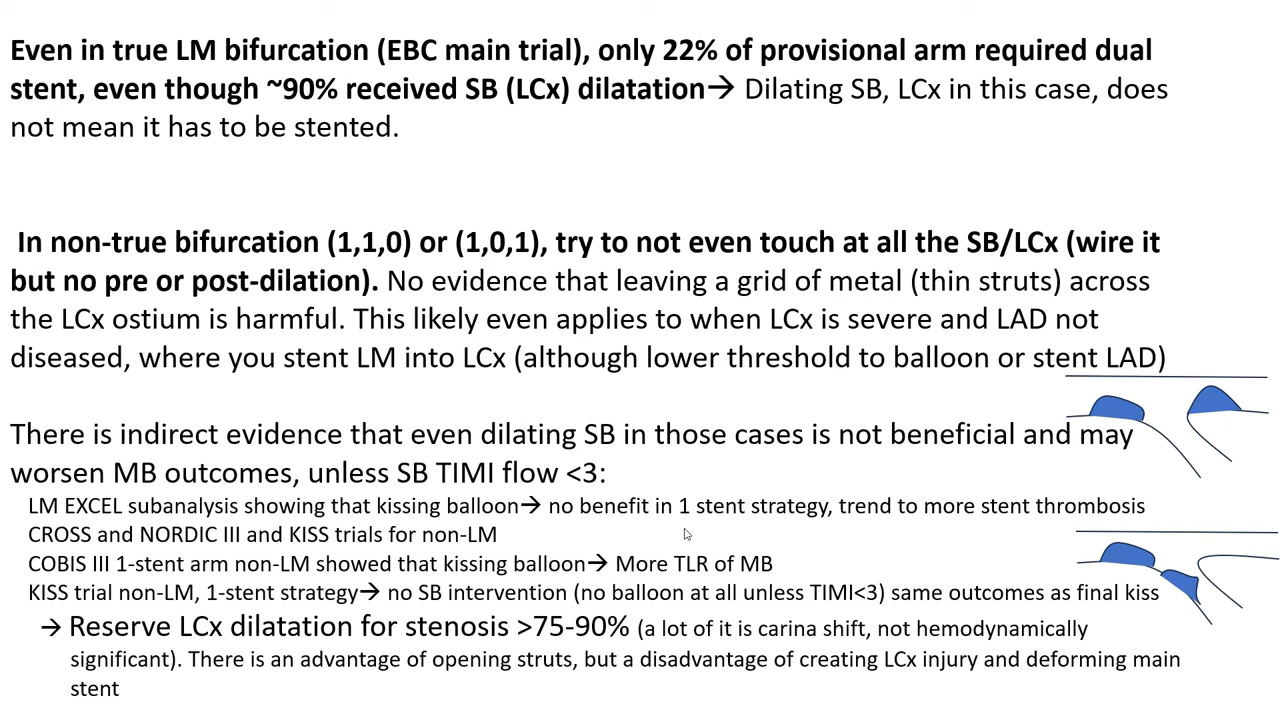 Even in true LM bifurcation (EBC main trial), only 22% of provisional arm required dual
stent, even though ~90% received SB (LCx) dilatation→ Dilating SB, LCx in this case, does
not mean it has to be stented.
In non-true bifurcation (1,1,0) or (1,0,1), try to not even touch at all the SB/LCx (wire it
but no pre or post-dilation). No evidence that leaving a grid of metal (thin struts) across
the LCx ostium is harmful. This likely even applies to when LCx is severe and LAD not
diseased, where you stent LM into LCx (although lower threshold to balloon or stent LAD)
There is indirect evidence that even dilating SB in those cases is not beneficial and may
worsen MB outcomes, unless SB TIMI flow <3:
LM EXCEL subanalysis showing that kissing balloon→ no benefit in 1 stent strategy, trend to more stent thrombosis
CROSS and NORDIC III and KISS trials for non-LM
COBIS III 1-stent arm non-LM showed that kissing balloon→ More TLR of MB
KISS trial non-LM, 1-stent strategy→ no SB intervention (no balloon at all unless TIMI<3) same outcomes as final kiss
→ Reserve LCx dilatation for stenosis >75-90% (a lot of it is carina shift, not hemodynamically
significant). There is an advantage of opening struts, but a disadvantage of creating LCx injury and deforming main
stent